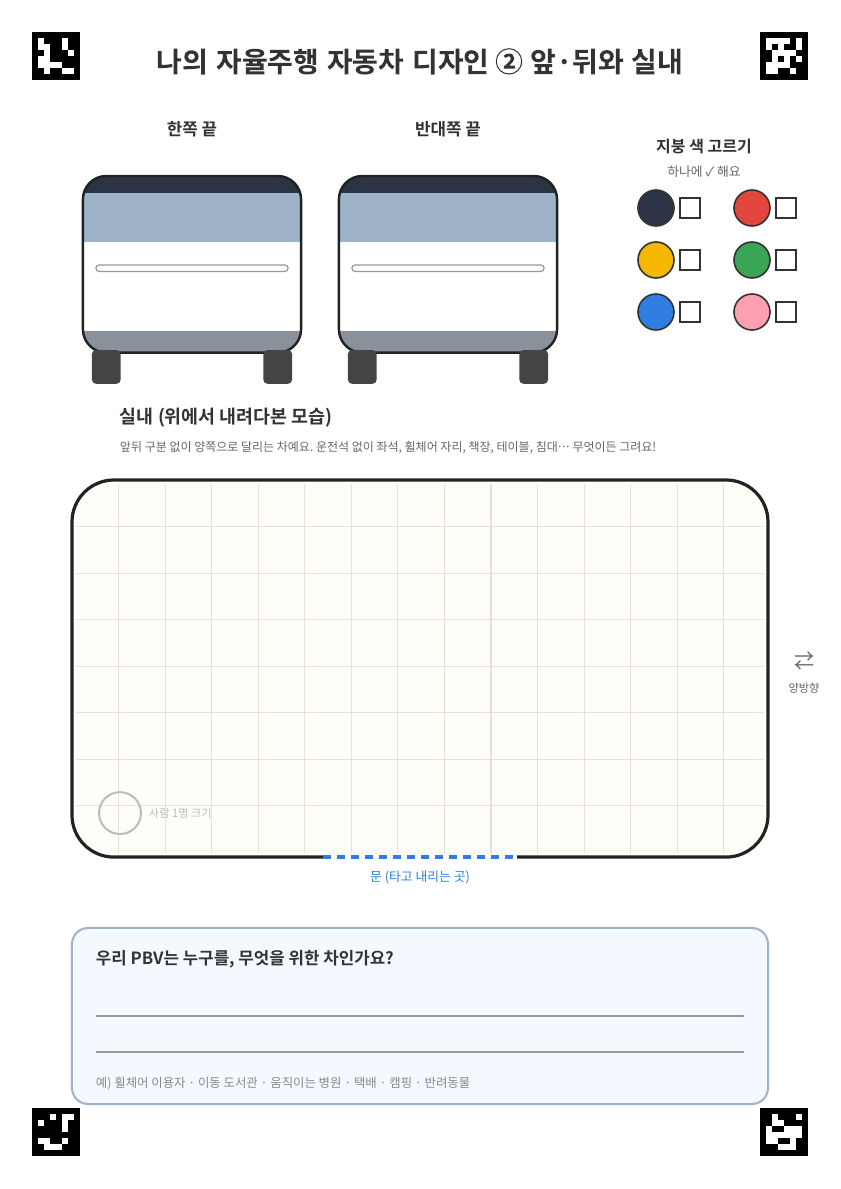 나의 자율주행 자동차 디자인 ② 앞·뒤와 실내
한쪽 끝
반대쪽 끝
지붕 색 고르기
하나에 ✓ 해요
실내 (위에서 내려다본 모습)
앞뒤 구분 없이 양쪽으로 달리는 차예요. 운전석 없이 좌석, 휠체어 자리, 책장, 테이블, 침대… 무엇이든 그려요!
⇄
양방향
사람 1명 크기
문 (타고 내리는 곳)
우리 PBV는 누구를, 무엇을 위한 차인가요?
예) 휠체어 이용자 · 이동 도서관 · 움직이는 병원 · 택배 · 캠핑 · 반려동물